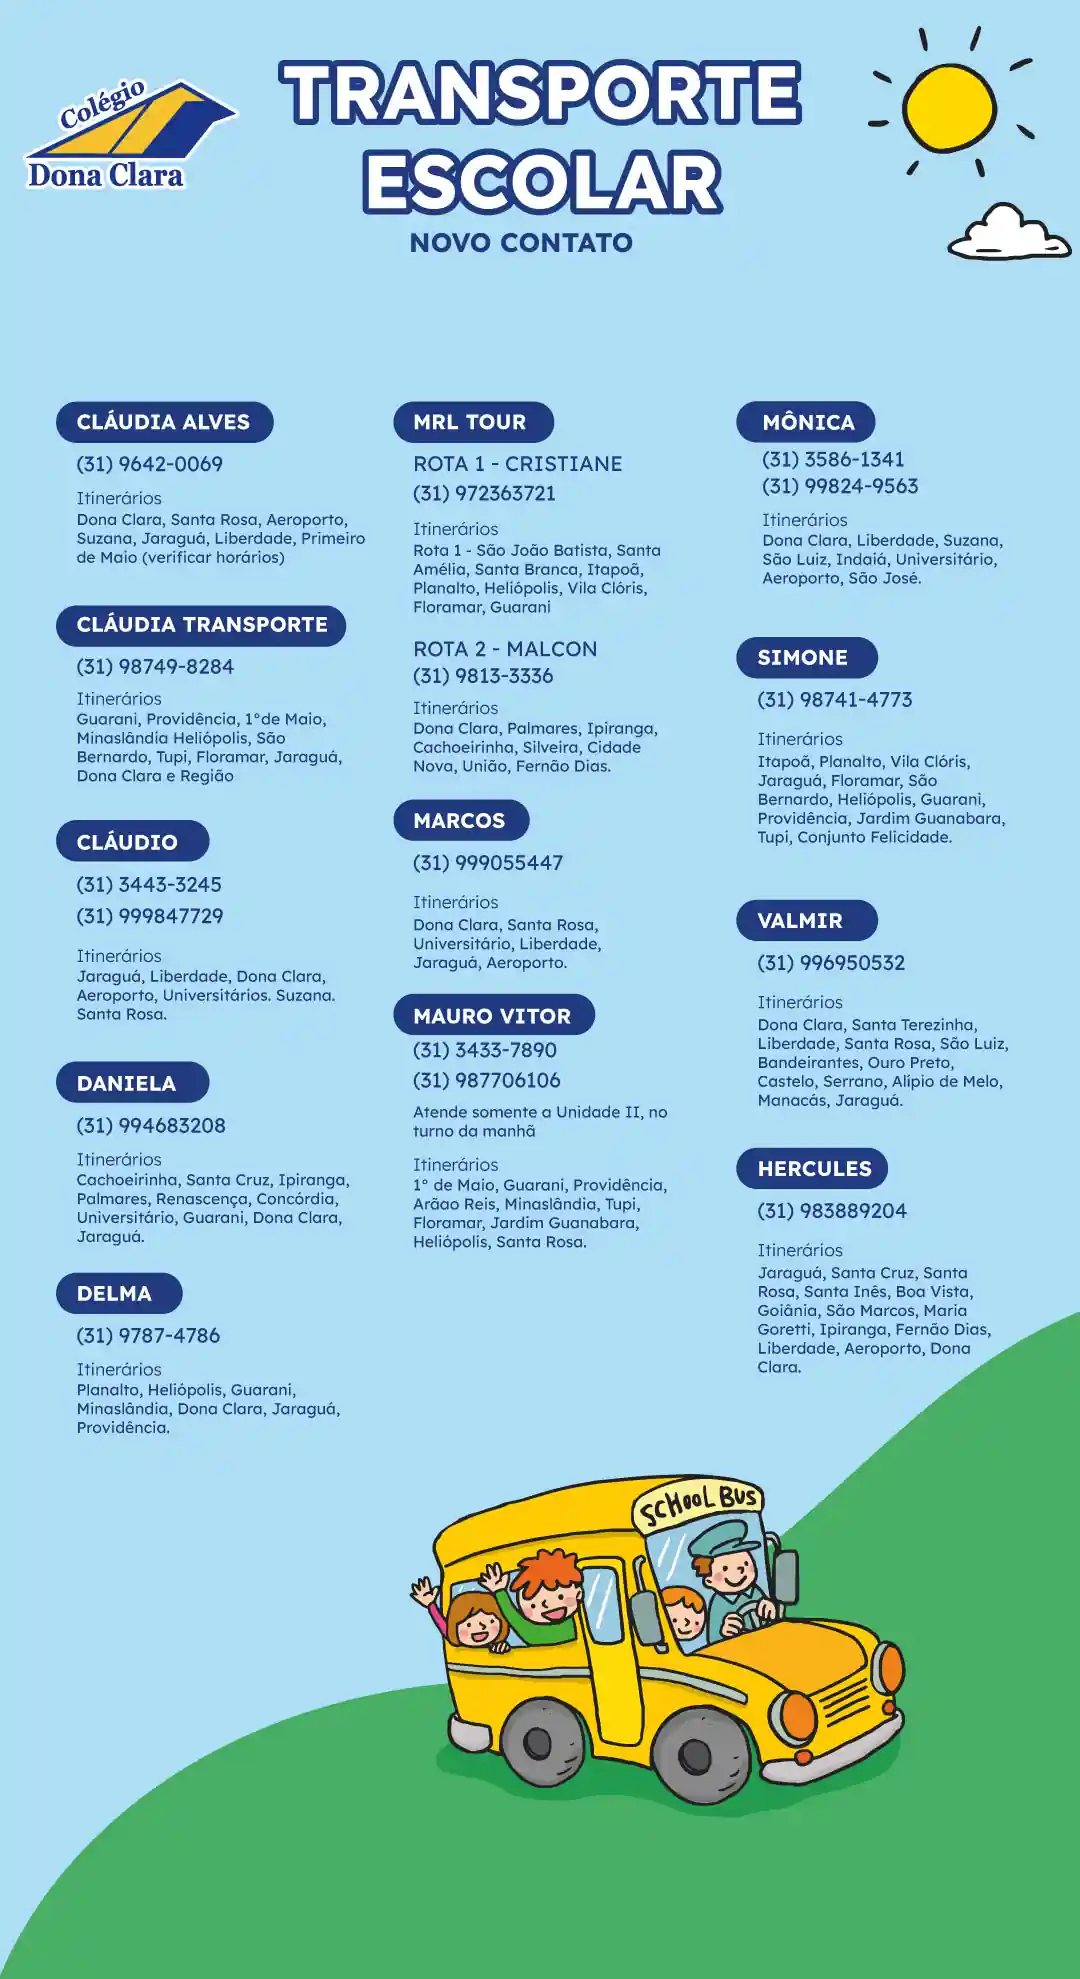 Colégio
Dona Clara
TRANSPORTE
ESCOLAR
NOVO CONTATO
CLÁUDIA ALVES
(31) 9642-0069
Itinerários
Dona Clara, Santa Rosa, Aeroporto,
Suzana, Jaraguá, Liberdade, Primeiro
de Maio (verificar horários)
CLÁUDIA TRANSPORTE
(31) 98749-8284
Itinerários
Guarani, Providência, 1°de Maio,
Minaslândia Heliópolis, São
Bernardo, Tupi, Floramar, Jaraguá,
Dona Clara e Região
CLÁUDIO
(31) 3443-3245
(31) 999847729
Itinerários
Jaraguá, Liberdade, Dona Clara,
Aeroporto, Universitários. Suzana.
Santa Rosa.
DANIELA
(31) 994683208
Itinerários
Cachoeirinha, Santa Cruz, Ipiranga,
Palmares, Renascença, Concórdia,
Universitário, Guarani, Dona Clara,
Jaraguá.
DELMA
(31) 9787-4786
Itinerários
Planalto, Heliópolis, Guarani,
Minaslândia, Dona Clara, Jaraguá,
Providência.
MRL TOUR
ROTA 1 - CRISTIANE
(31) 972363721
Itinerários
Rota 1 - São João Batista, Santa
Amélia, Santa Branca, Itapoã,
Planalto, Heliópolis, Vila Clóris,
Floramar, Guarani
ROTA 2 - MALCON
(31) 9813-3336
Itinerários
Dona Clara, Palmares, Ipiranga,
Cachoeirinha, Silveira, Cidade
Nova, União, Fernão Dias.
MARCOS
(31) 999055447
Itinerários
Dona Clara, Santa Rosa,
Universitário, Liberdade,
Jaraguá, Aeroporto.
MAURO VITOR
(31) 3433-7890
(31) 987706106
Atende somente a Unidade II, no
turno da manhã
Itinerários
1° de Maio, Guarani, Providência,
Arãao Reis, Minaslândia, Tupi,
Floramar, Jardim Guanabara,
Heliópolis, Santa Rosa.
MÔNICA
(31) 3586-1341
(31) 99824-9563
Itinerários
Dona Clara, Liberdade, Suzana,
São Luiz, Indaiá, Universitário,
Aeroporto, São José.
SIMONE
(31) 98741-4773
Itinerários
Itapoã, Planalto, Vila Clóris,
Jaraguá, Floramar, São
Bernardo, Heliópolis, Guarani,
Providência, Jardim Guanabara,
Tupi, Conjunto Felicidade.
VALMIR
(31) 996950532
Itinerários
Dona Clara, Santa Terezinha,
Liberdade, Santa Rosa, São Luiz,
Bandeirantes, Ouro Preto,
Castelo, Serrano, Alípio de Melo,
Manacás, Jaraguá.
HERCULES
(31) 983889204
Itinerários
Jaraguá, Santa Cruz, Santa
Rosa, Santa Inês, Boa Vista,
Goiânia, São Marcos, Maria
Goretti, Ipiranga, Fernão Dias,
Liberdade, Aeroporto, Dona
Clara.
SCHOOL BUS